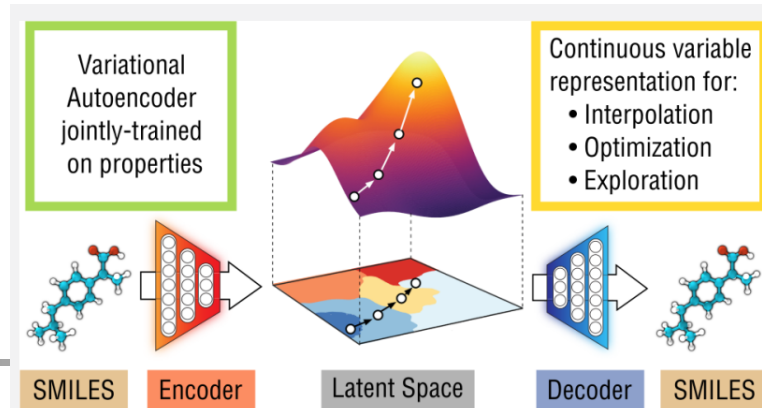 Variational
Autoencoder
jointly-trained
on properties
Continuous variable
representation for:
• Interpolation
• Optimization
• Exploration
SMILES
Encoder
Latent Space
Decoder
SMILES